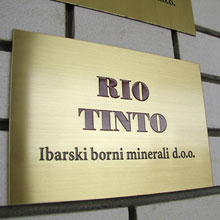 RIO
TINTO
Ibarski borni minerali d.o.o.